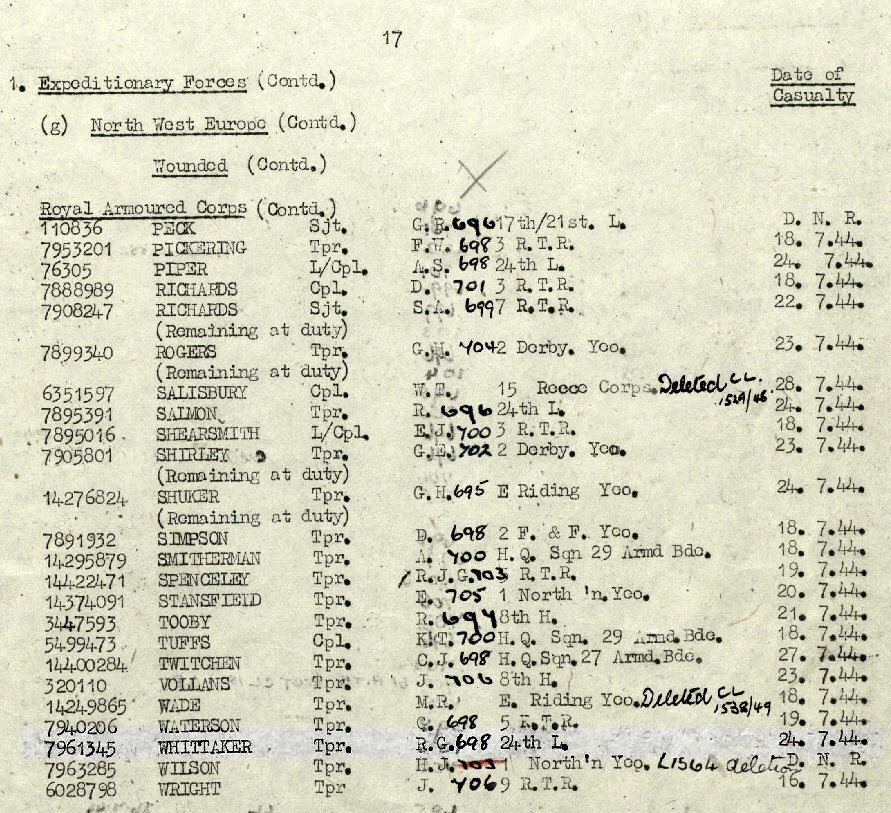 17
1. Expeditionary Forces (Contd.)
Date of
Casualty
(g) North West Europe (Contd.)
Wounded (Contd.)
Royal Armoured Corps (Contd.)
110836 PECK Sjt. G.R. 696 17th/21st. L. D. N. R.
7953201 PICKERING Tpr. F.W. 698 3 R.T.R. 18. 7.44.
76305 PIPER L/Cpl. A.S. 698 24th L. 24. 7.44.
7888989 RICHARDS Cpl. D. 701 3 R.T.R. 18. 7.44.
7908247 RICHARDS Sjt. S.A. 699 7 R.T.R. 22. 7.44.
(Remaining at duty)
7899340 ROGERS Tpr. G.H. 704 2 Derby. Yeo. 23. 7.44.
(Remaining at duty)
6351597 SALISBURY Cpl. W.T. 15 Recce Corps. Deleted CL. 28. 7.44.
1529/46
7895391 SALMON Tpr. R. 696 24th L. 24. 7.44.
7895016 SHEARSMITH L/Cpl. E.J. 700 3 R.T.R. 18. 7.44.
7905801 SHIRLEY Tpr. G.E. 702 2 Derby. Yeo. 23. 7.44.
(Remaining at duty)
14276824 SHUKER Tpr. G.H. 695 E Riding Yeo. 24. 7.44.
(Remaining at duty)
7891932 SIMPSON Tpr. D. 698 2 F. & F. Yeo. 18. 7.44.
14295879 SMITHERMAN Tpr. A. 700 H.Q. Sqn 29 Armd Bde. 18. 7.44.
14422471 SPENCELEY Tpr. R.J.G. 703 R.T.R. 19. 7.44.
14374091 STANSFIELD Tpr. E. 705 1 North'n Yeo. 20. 7.44.
3447593 TOOBY Tpr. R. 697 8th H. 21. 7.44.
5499473 TUFFS Cpl. K.T. 700 H.Q. Sqn. 29 Armd.Bde. 18. 7.44.
14400284 TWITCHEN Tpr. C.J. 698 H.Q.Sqn.27 Armd.Bde. 27. 7.44.
320110 VOLLANS Tpr. J. 706 8th H. 23. 7.44.
14249865 WADE Tpr. M.R. E. Riding Yeo. Deleted CL 18. 7.44.
1538/49
7940206 WATERSON Tpr. G. 698 5 R.T.R. 19. 7.44.
7961345 WHITTAKER Tpr. R.G. 698 24th L. 24. 7.44.
7963285 WILSON Tpr. H.J. 703 1 North'n Yeo. L1564 deletion D. N. R.
6028798 WRIGHT Tpr J. 706 9 R.T.R. 16. 7.44.